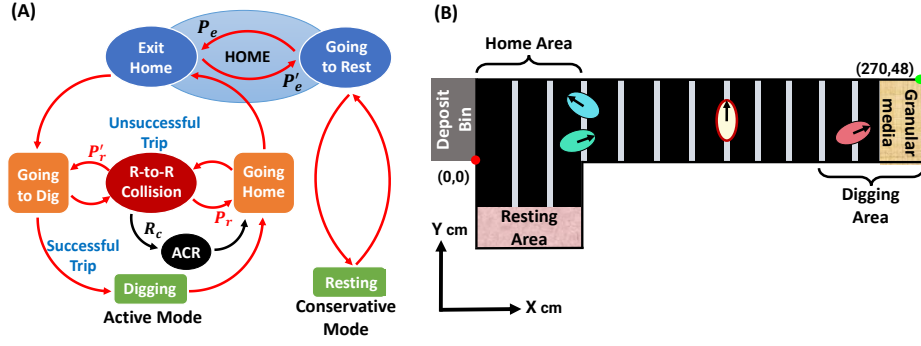 (A)
Exit
Home
P_e
HOME
P'_e
Going
to Rest
Unsuccessful
Trip
P'_r
Going
to Dig
R-to-R
Collision
Going
Home
P_r
R_c
ACR
Successful
Trip
Digging
Active Mode
Resting
Conservative
Mode
(B)
Home Area
(270,48)
Deposit
Bin
Granular
media
(0,0)
Digging
Area
Resting
Area
Y cm
X cm